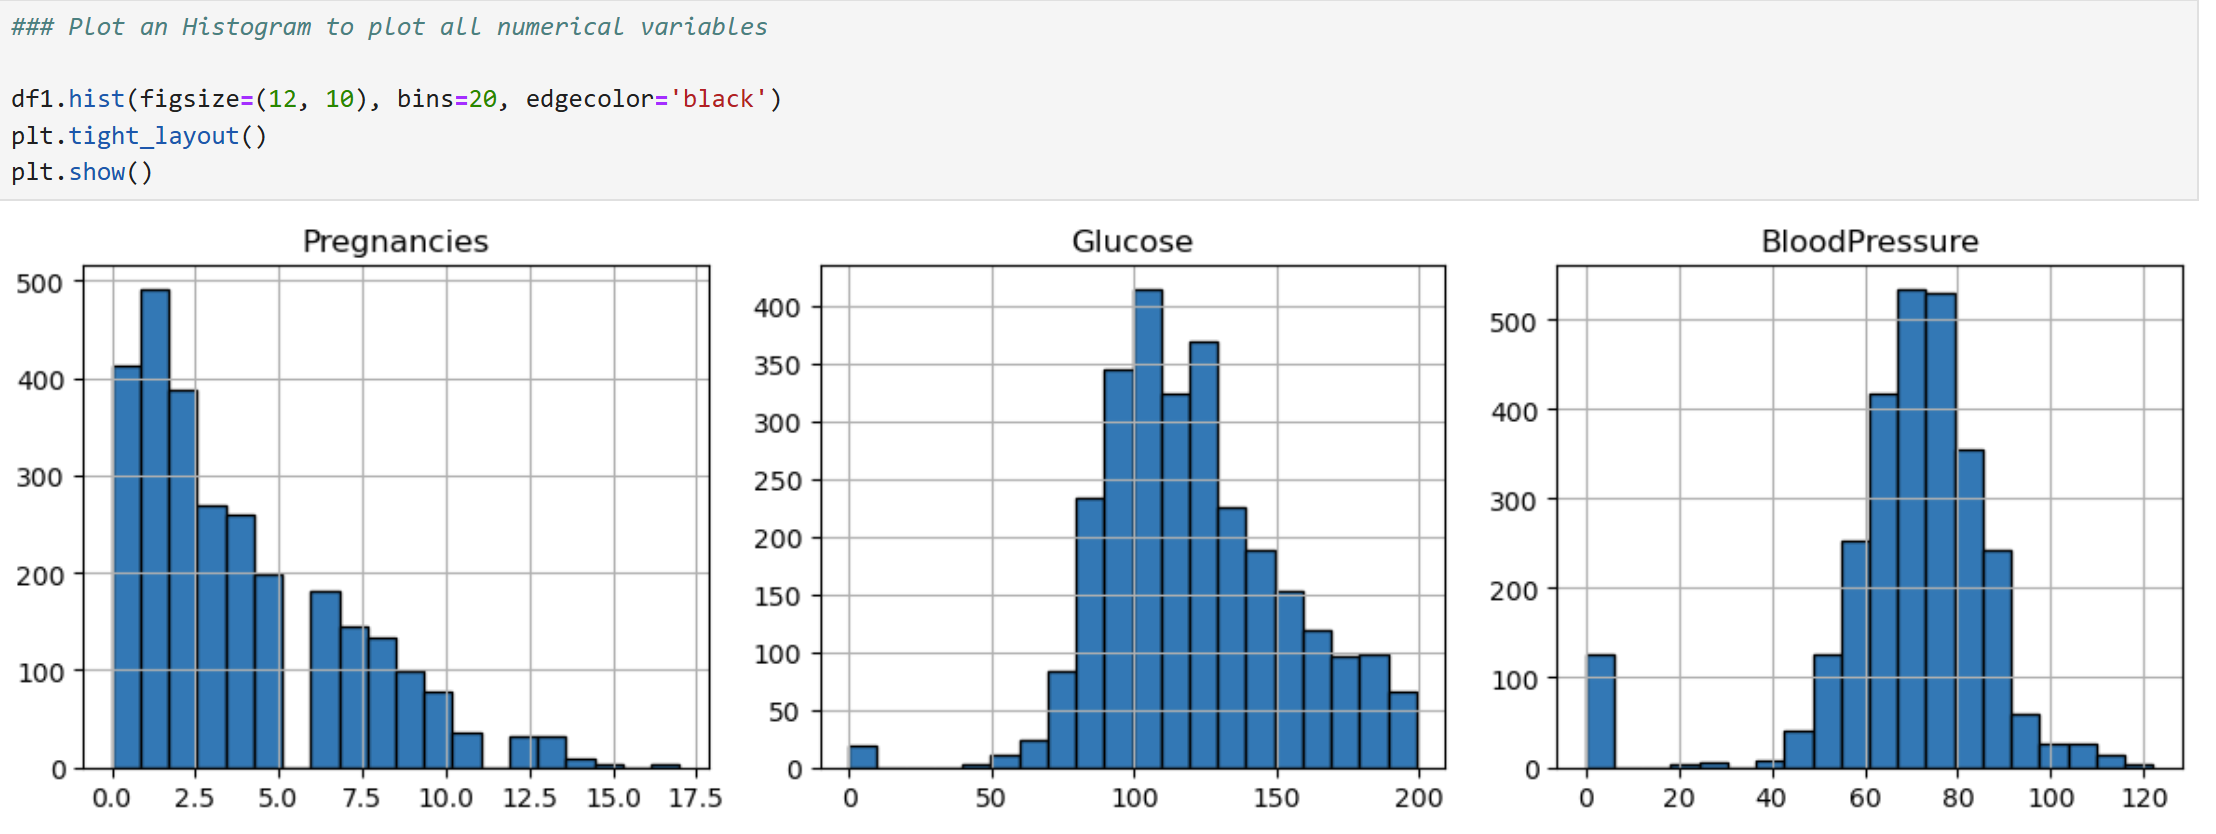 ### Plot an Histogram to plot all numerical variables
df1.hist(figsize=(12, 10), bins=20, edgecolor='black')
plt.tight_layout()
plt.show()
Pregnancies
500
400
300
200
100
0
0.0 2.5 5.0 7.5 10.0 12.5 15.0 17.5
Glucose
400
350
300
250
200
150
100
50
0
0 50 100 150 200
BloodPressure
500
400
300
200
100
0
0 20 40 60 80 100 120